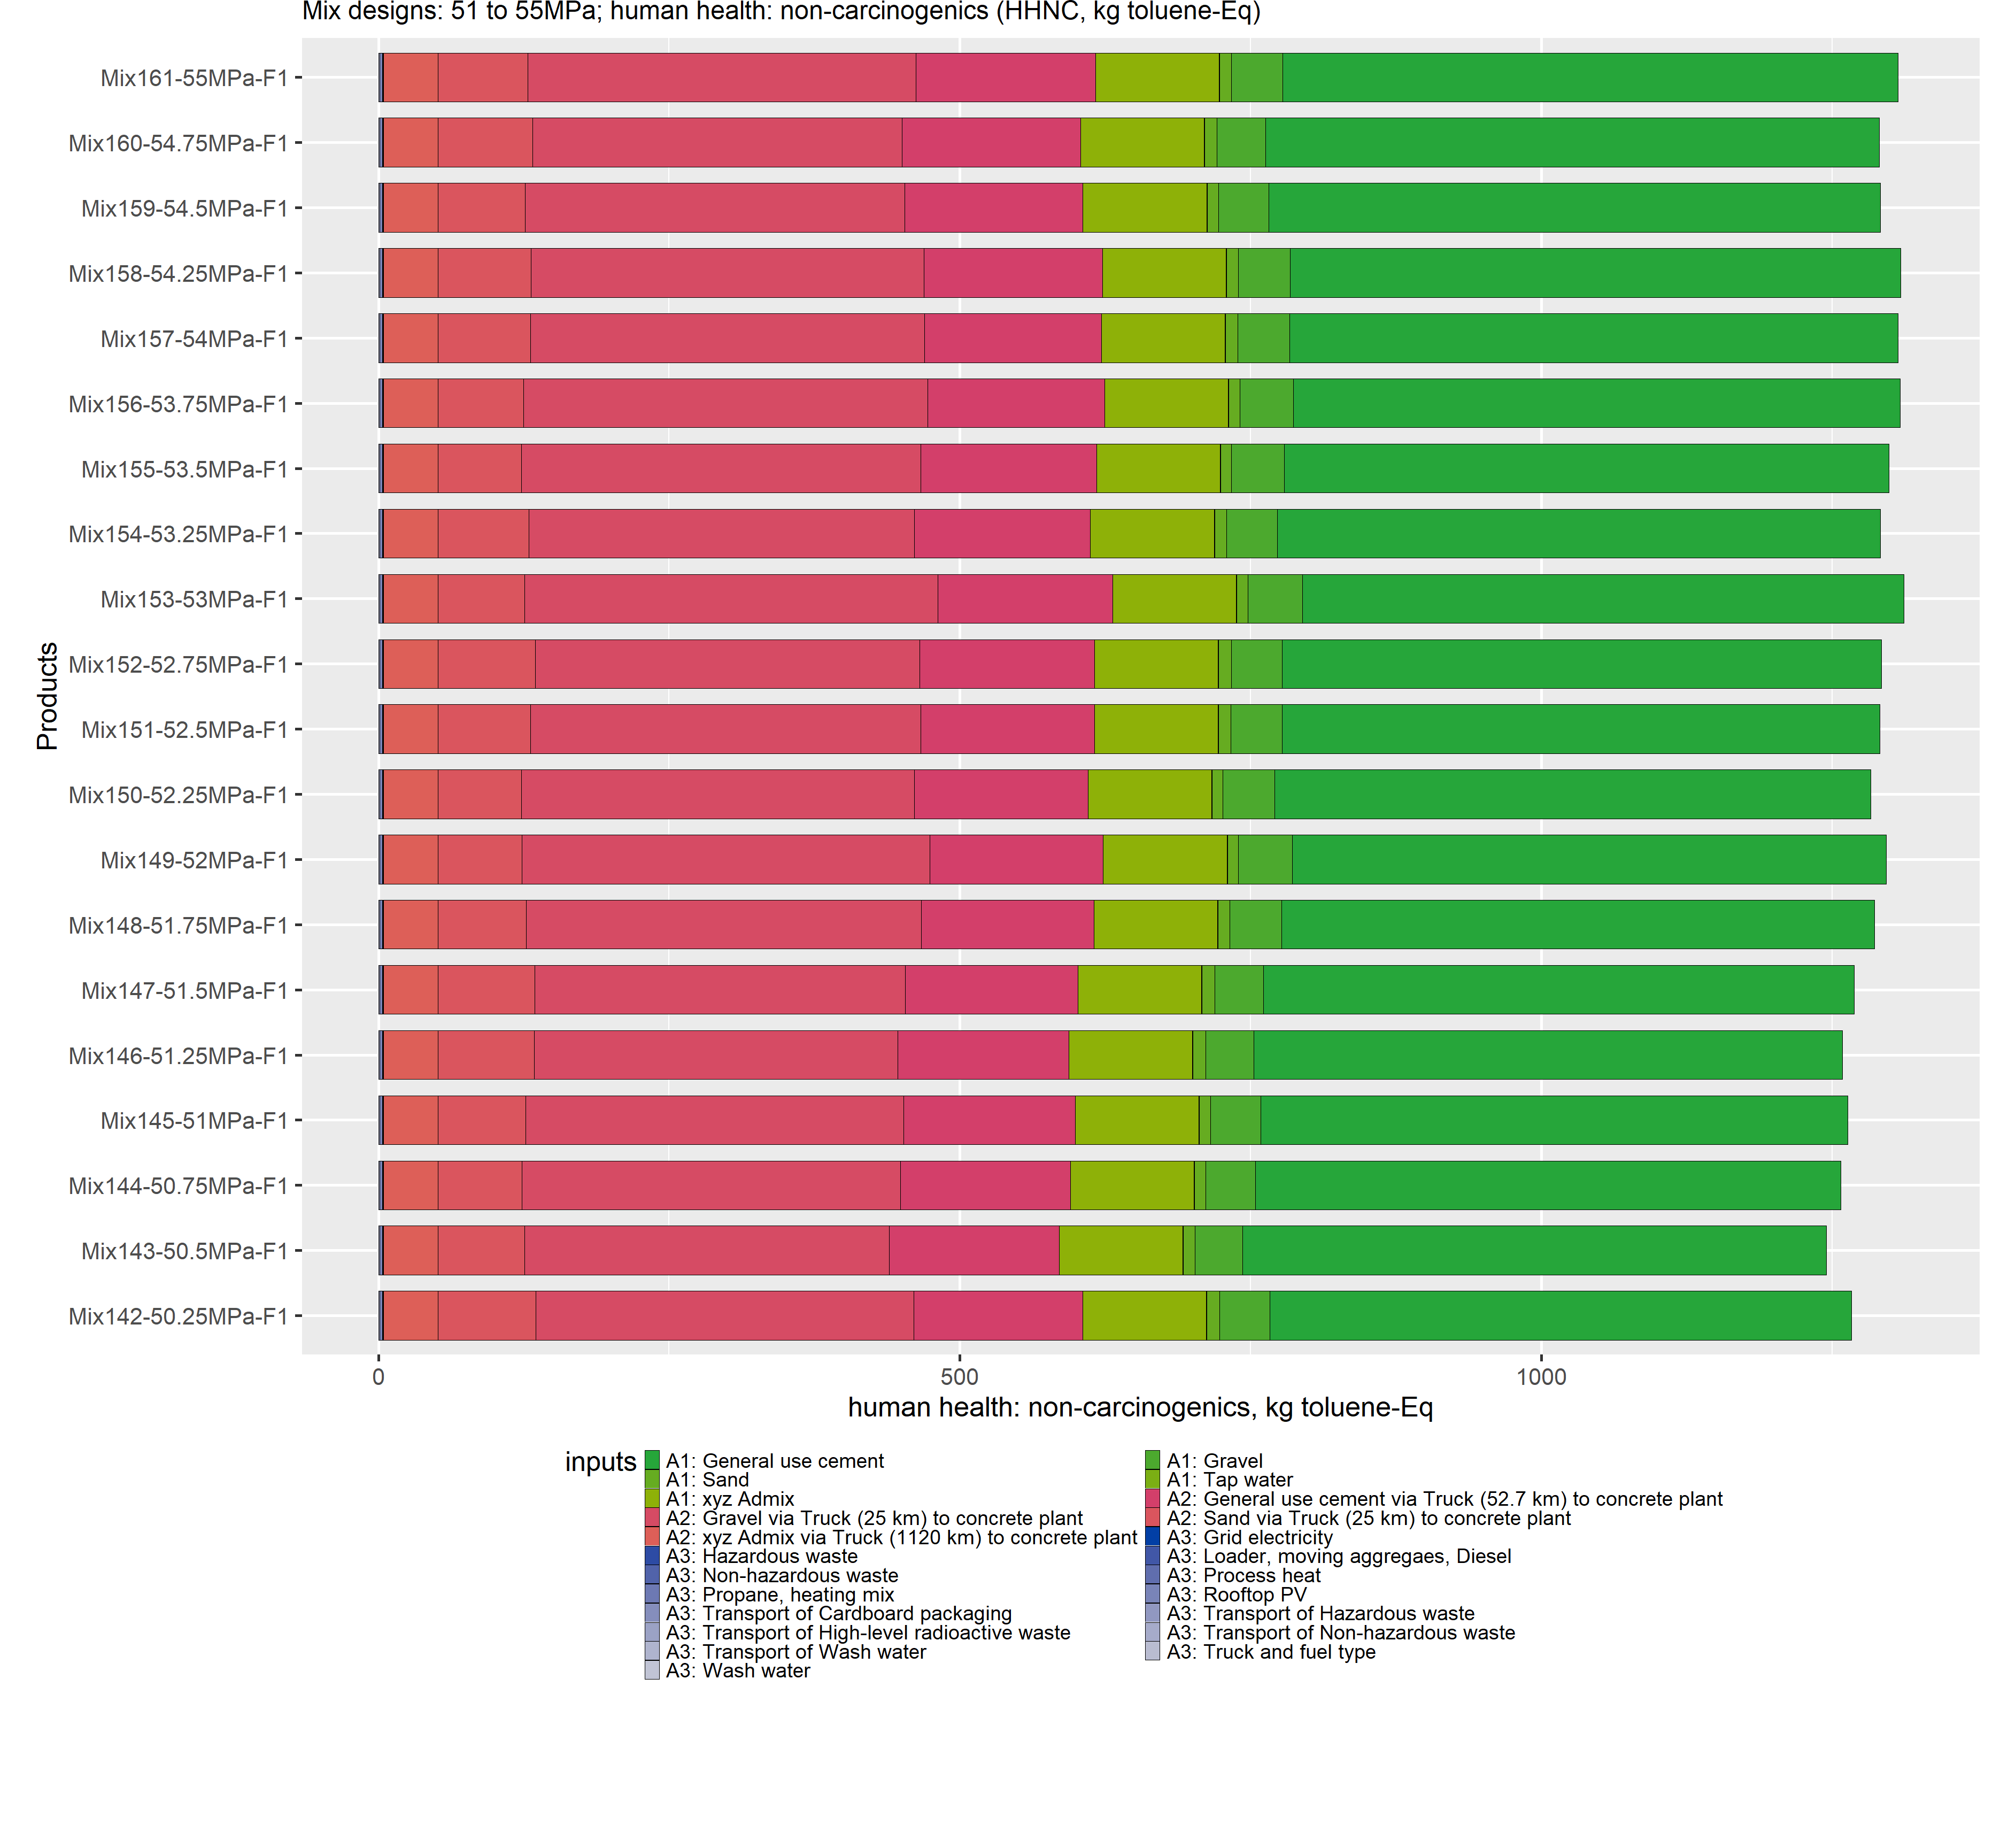 Mix designs: 51 to 55MPa; human health: non-carcinogenics (HHNC, kg toluene-Eq)
Products
Mix161-55MPa-F1
Mix160-54.75MPa-F1
Mix159-54.5MPa-F1
Mix158-54.25MPa-F1
Mix157-54MPa-F1
Mix156-53.75MPa-F1
Mix155-53.5MPa-F1
Mix154-53.25MPa-F1
Mix153-53MPa-F1
Mix152-52.75MPa-F1
Mix151-52.5MPa-F1
Mix150-52.25MPa-F1
Mix149-52MPa-F1
Mix148-51.75MPa-F1
Mix147-51.5MPa-F1
Mix146-51.25MPa-F1
Mix145-51MPa-F1
Mix144-50.75MPa-F1
Mix143-50.5MPa-F1
Mix142-50.25MPa-F1
0 500 1000
human health: non-carcinogenics, kg toluene-Eq
inputs
A1: General use cement A1: Gravel
A1: Sand A1: Tap water
A1: xyz Admix A2: General use cement via Truck (52.7 km) to concrete plant
A2: Gravel via Truck (25 km) to concrete plant A2: Sand via Truck (25 km) to concrete plant
A2: xyz Admix via Truck (1120 km) to concrete plant A3: Grid electricity
A3: Hazardous waste A3: Loader, moving aggregaes, Diesel
A3: Non-hazardous waste A3: Process heat
A3: Propane, heating mix A3: Rooftop PV
A3: Transport of Cardboard packaging A3: Transport of Hazardous waste
A3: Transport of High-level radioactive waste A3: Transport of Non-hazardous waste
A3: Transport of Wash water A3: Truck and fuel type
A3: Wash water